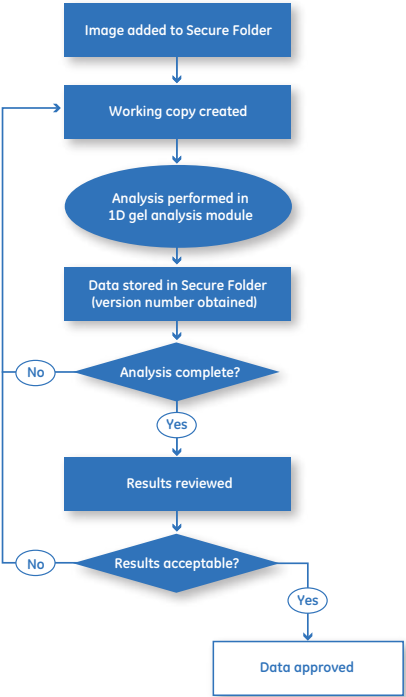 Image added to Secure Folder
Working copy created
Analysis performed in
1D gel analysis module
Data stored in Secure Folder
(version number obtained)
Analysis complete?
No
Yes
Results reviewed
Results acceptable?
No
Yes
Data approved